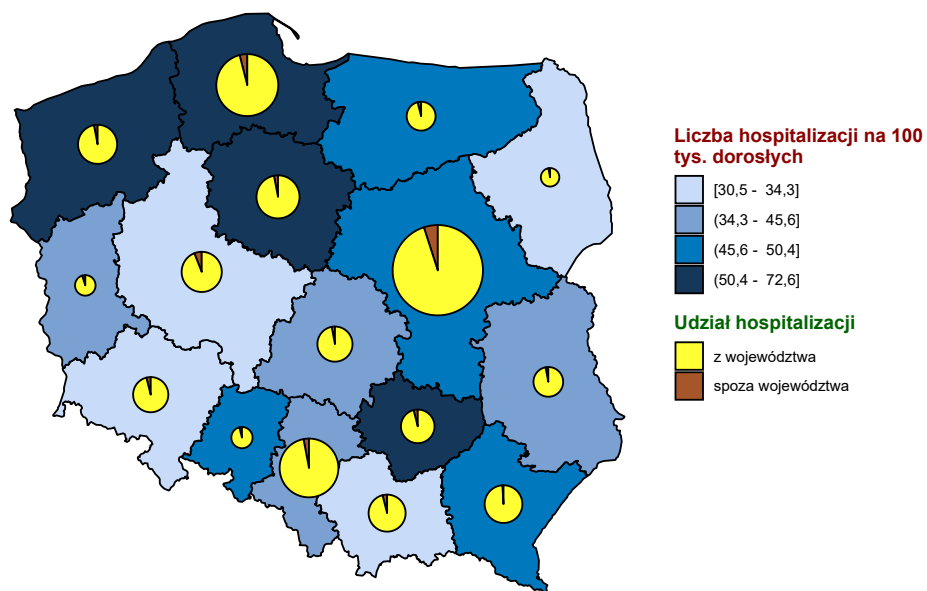 Liczba hospitalizacji na 100
tys. dorosłych
[30,5 - 34,3]
(34,3 - 45,6]
(45,6 - 50,4]
(50,4 - 72,6]
Udział hospitalizacji
z województwa
spoza województwa